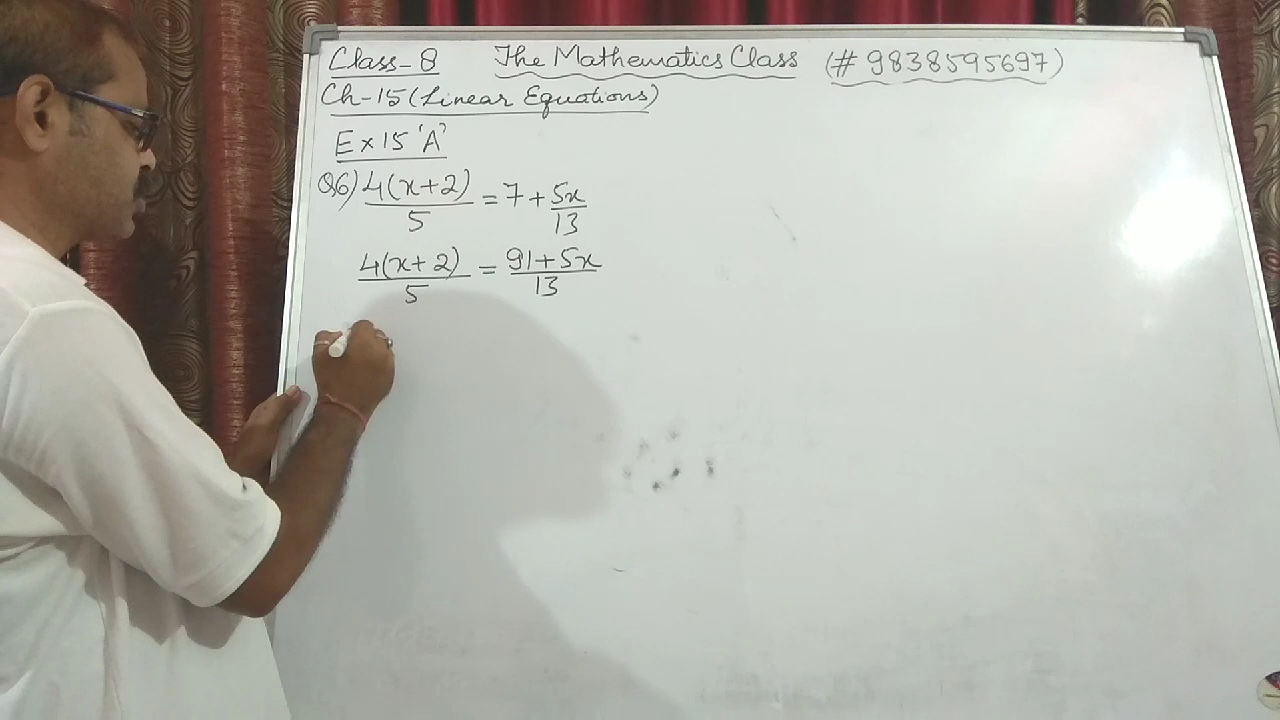 Class-8 The Mathematics Class (# 9838595697)
Ch-15 (Linear Equations)
Ex 15 'A'
Q6) 4(x+2)/5 = 7 + 5x/13
4(x+2)/5 = 91+5x/13